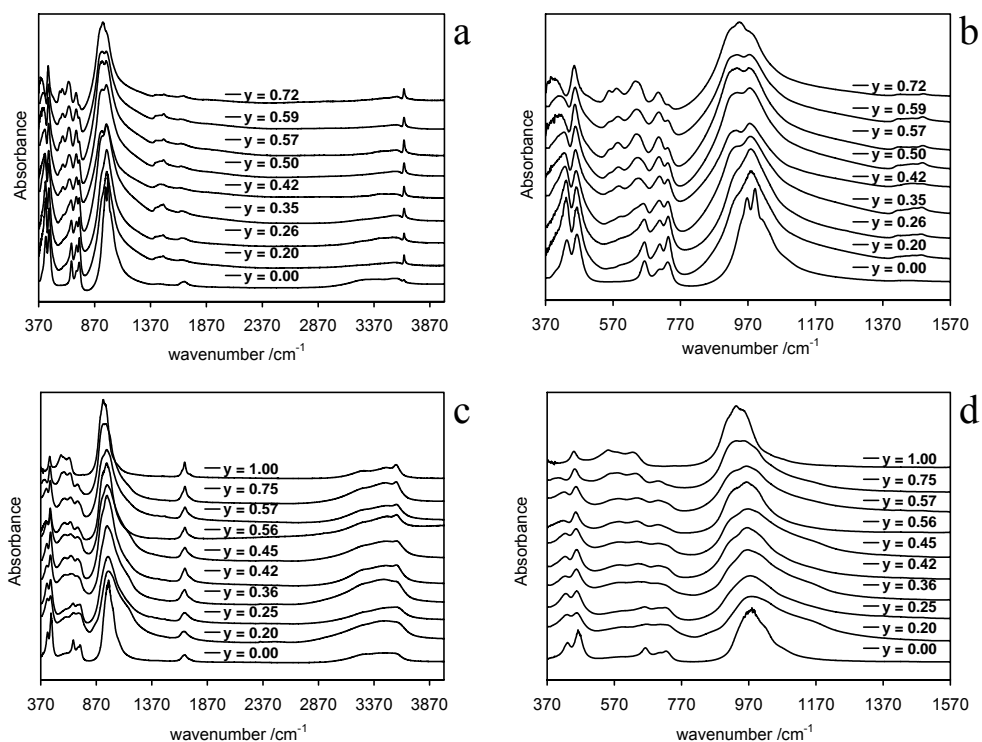 a
Absorbance
y = 0.72
y = 0.59
y = 0.57
y = 0.50
y = 0.42
y = 0.35
y = 0.26
y = 0.20
y = 0.00
370 870 1370 1870 2370 2870 3370 3870
wavenumber /cm-1
b
Absorbance
y = 0.72
y = 0.59
y = 0.57
y = 0.50
y = 0.42
y = 0.35
y = 0.26
y = 0.20
y = 0.00
370 570 770 970 1170 1370 1570
wavenumber /cm-1
c
Absorbance
y = 1.00
y = 0.75
y = 0.57
y = 0.56
y = 0.45
y = 0.42
y = 0.36
y = 0.25
y = 0.20
y = 0.00
370 870 1370 1870 2370 2870 3370 3870
wavenumber /cm-1
d
Absorbance
y = 1.00
y = 0.75
y = 0.57
y = 0.56
y = 0.45
y = 0.42
y = 0.36
y = 0.25
y = 0.20
y = 0.00
370 570 770 970 1170 1370 1570
wavenumber /cm-1